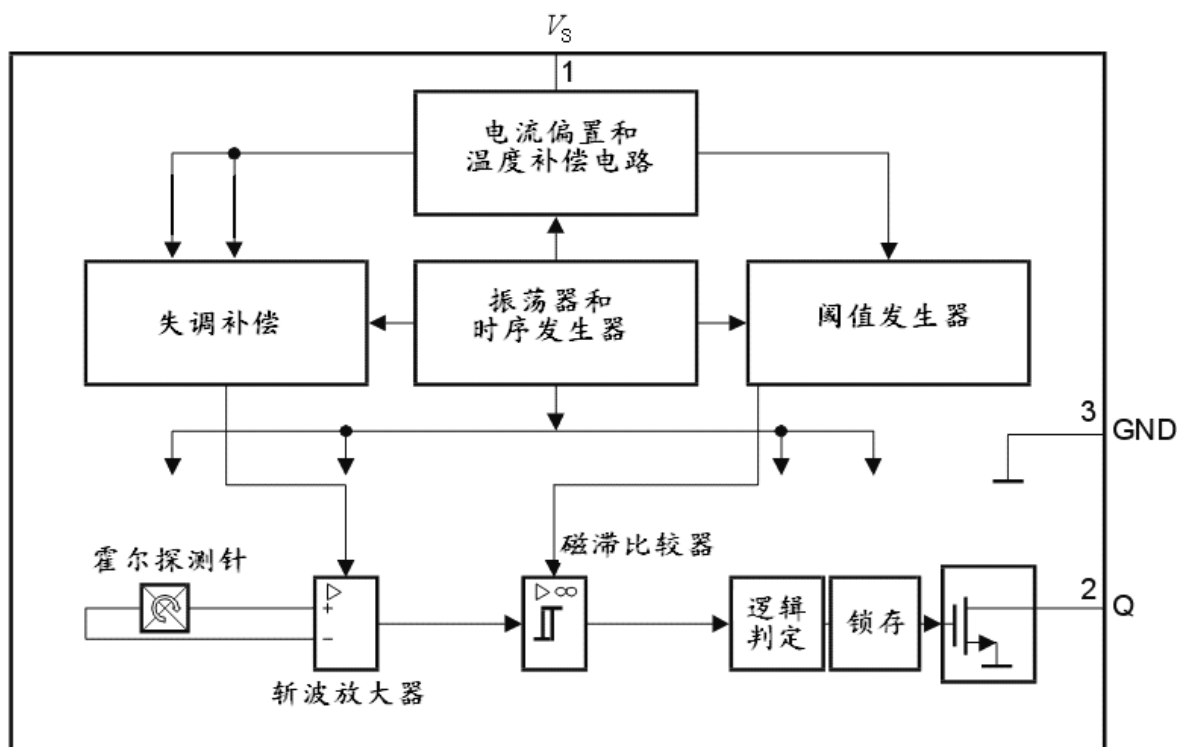 VS
1
电流偏置和
温度补偿电路
失调补偿
振荡器和
时序发生器
阈值发生器
3
GND
磁滞比较器
霍尔探测针
+
−
∞
逻辑
判定
锁存
2
Q
斩波放大器